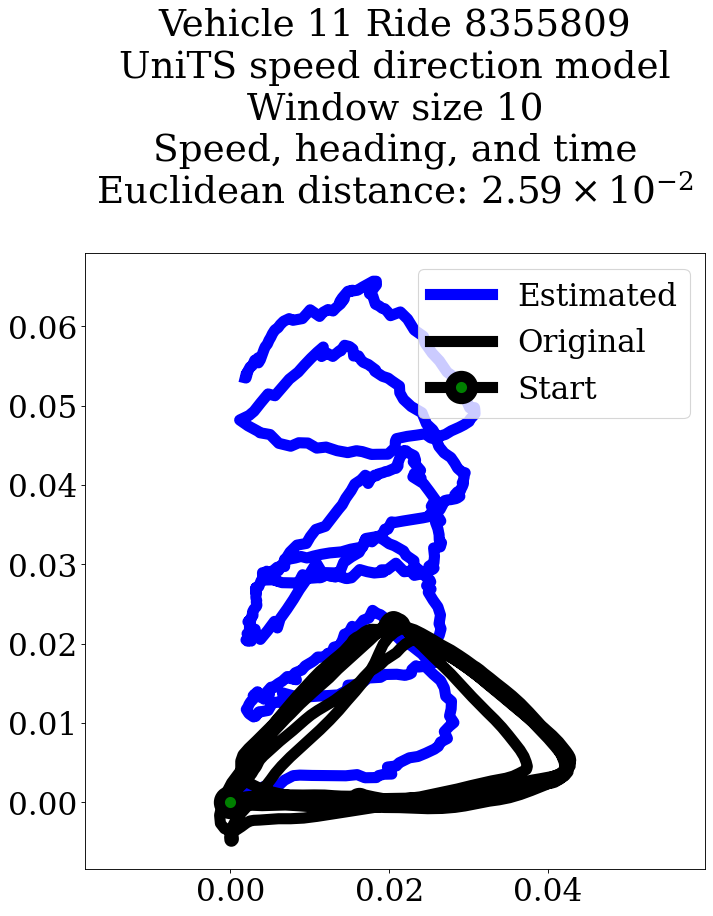 Vehicle 11 Ride 8355809
UniTS speed direction model
Window size 10
Speed, heading, and time
Euclidean distance: 2.59 × 10⁻²
Estimated
Original
Start
0.06
0.05
0.04
0.03
0.02
0.01
0.00
0.00 0.02 0.04